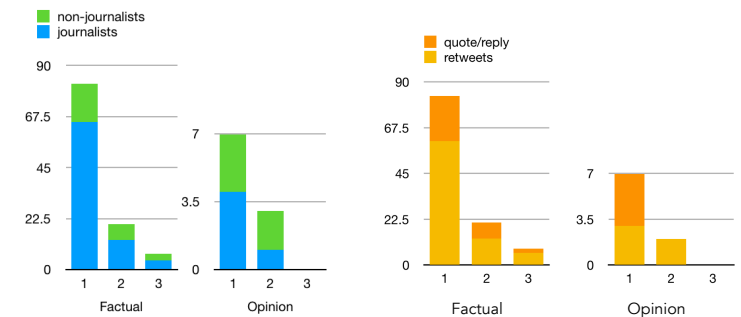 non-journalists
journalists
90
67.5
45
22.5
0
1 2 3
Factual
7
3.5
0
1 2 3
Opinion
quote/reply
retweets
90
67.5
45
22.5
0
1 2 3
Factual
7
3.5
0
1 2 3
Opinion